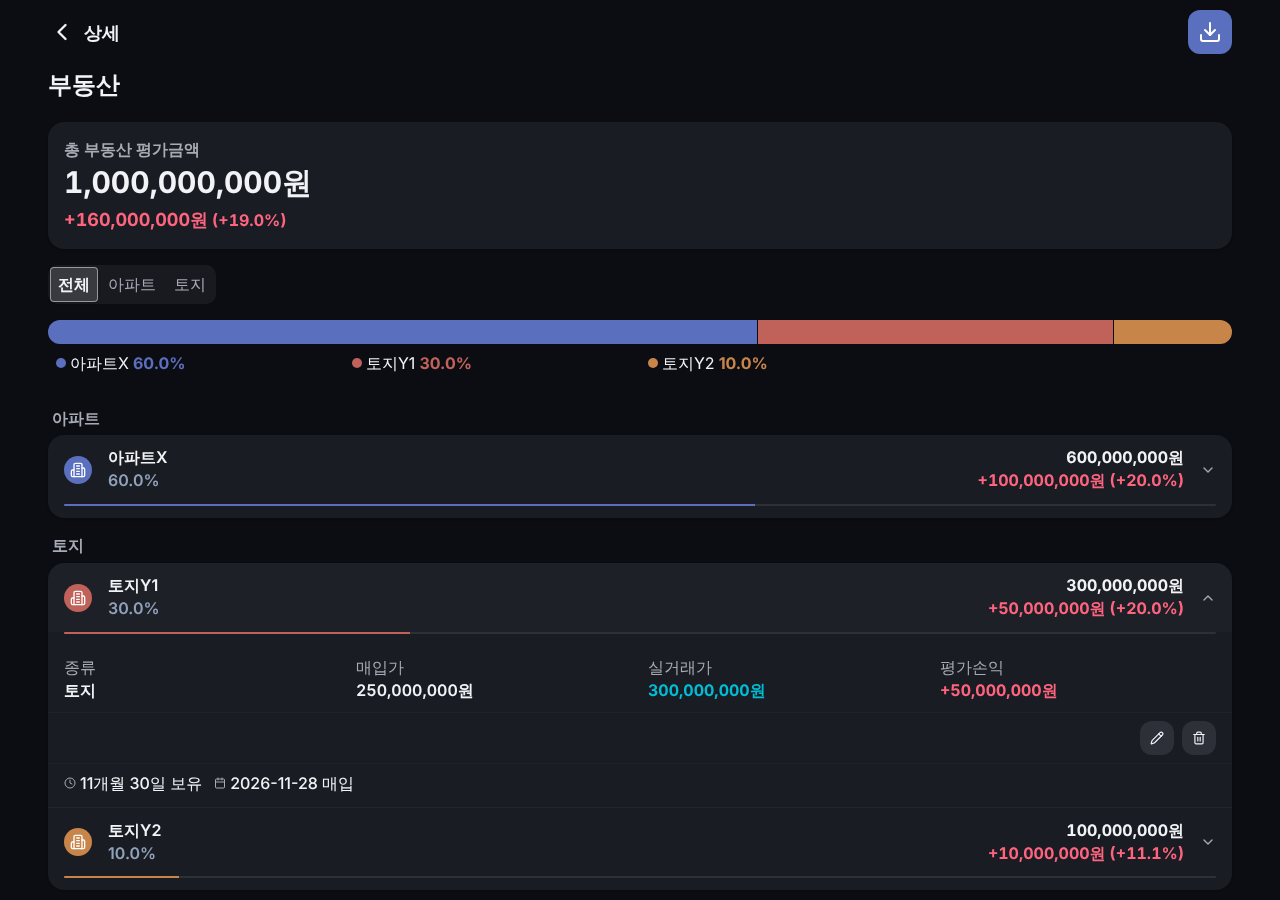 상세
부동산
총 부동산 평가금액
1,000,000,000원
+160,000,000원 (+19.0%)
전체 아파트 토지
아파트X 60.0% 토지Y1 30.0% 토지Y2 10.0%
아파트
아파트X 600,000,000원
60.0% +100,000,000원 (+20.0%)
토지
토지Y1 300,000,000원
30.0% +50,000,000원 (+20.0%)
종류 매입가 실거래가 평가손익
토지 250,000,000원 300,000,000원 +50,000,000원
11개월 30일 보유 2026-11-28 매입
토지Y2 100,000,000원
10.0% +10,000,000원 (+11.1%)